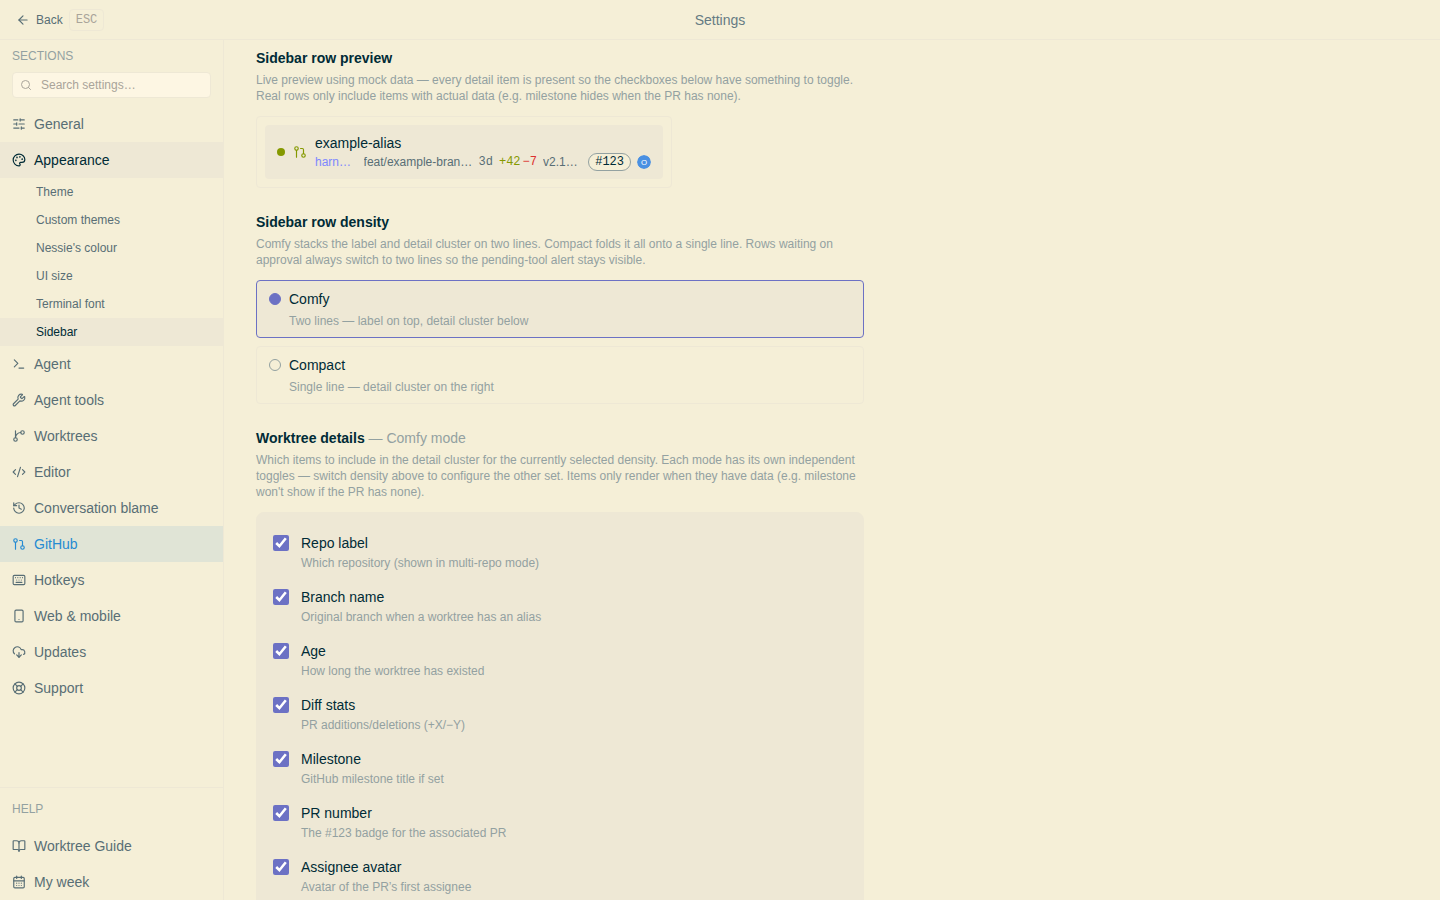 Back ESC
Settings
SECTIONS
Search settings…
General
Appearance
Theme
Custom themes
Nessie's colour
UI size
Terminal font
Sidebar
Agent
Agent tools
Worktrees
Editor
Conversation blame
GitHub
Hotkeys
Web & mobile
Updates
Support
HELP
Worktree Guide
My week
Sidebar row preview
Live preview using mock data — every detail item is present so the checkboxes below have something to toggle.
Real rows only include items with actual data (e.g. milestone hides when the PR has none).
example-alias
harn… feat/example-bran… 3d +42 −7 v2.1… #123 O
Sidebar row density
Comfy stacks the label and detail cluster on two lines. Compact folds it all onto a single line. Rows waiting on
approval always switch to two lines so the pending-tool alert stays visible.
Comfy
Two lines — label on top, detail cluster below
Compact
Single line — detail cluster on the right
Worktree details — Comfy mode
Which items to include in the detail cluster for the currently selected density. Each mode has its own independent
toggles — switch density above to configure the other set. Items only render when they have data (e.g. milestone
won't show if the PR has none).
Repo label
Which repository (shown in multi-repo mode)
Branch name
Original branch when a worktree has an alias
Age
How long the worktree has existed
Diff stats
PR additions/deletions (+X/−Y)
Milestone
GitHub milestone title if set
PR number
The #123 badge for the associated PR
Assignee avatar
Avatar of the PR's first assignee